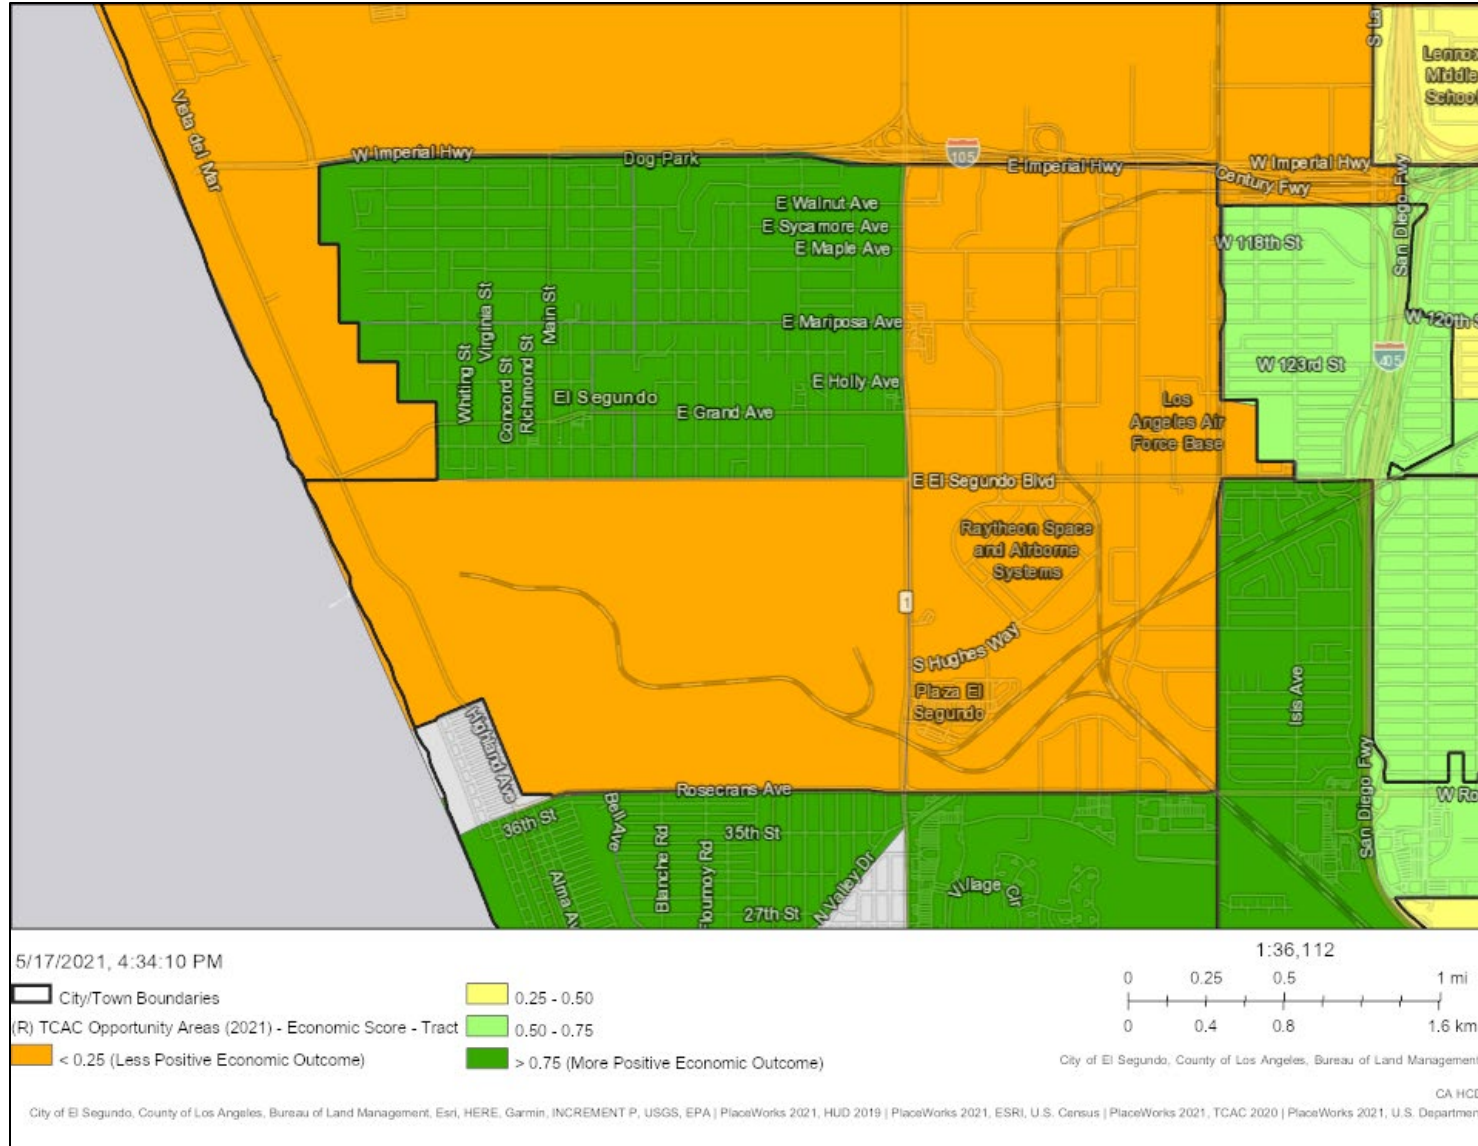 S La
Lennox
Middle
School
Vista del Mar
W Imperial Hwy
Dog Park
105
E Imperial Hwy
W Imperial Hwy
Century Fwy
San Diego Fwy
E Walnut Ave
E Sycamore Ave
E Maple Ave
W 118th St
Virginia St
Main St
E Mariposa Ave
W 120th S
Whiting St
Concord St
Richmond St
W 123rd St
405
E Holly Ave
El Segundo
E Grand Ave
Los
Angeles Air
Force Base
E El Segundo Blvd
Raytheon Space
and Airborne
Systems
1
S Hughes Way
Plaza El
Segundo
Isis Ave
Highland Ave
San Diego Fwy
Rosecrans Ave
W Ro
36th St
Bell Ave
35th St
Blanche Rd
Flournoy Rd
Alma Av
27th St
N Valley Dr
Village Cir
5/17/2021, 4:34:10 PM
City/Town Boundaries
(R) TCAC Opportunity Areas (2021) - Economic Score - Tract
< 0.25 (Less Positive Economic Outcome)
0.25 - 0.50
0.50 - 0.75
> 0.75 (More Positive Economic Outcome)
1:36,112
0 0.25 0.5 1 mi
0 0.4 0.8 1.6 km
City of El Segundo, County of Los Angeles, Bureau of Land Management
CA HCD
City of El Segundo, County of Los Angeles, Bureau of Land Management, Esri, HERE, Garmin, INCREMENT P, USGS, EPA | PlaceWorks 2021, HUD 2019 | PlaceWorks 2021, ESRI, U.S. Census | PlaceWorks 2021, TCAC 2020 | PlaceWorks 2021, U.S. Departmen